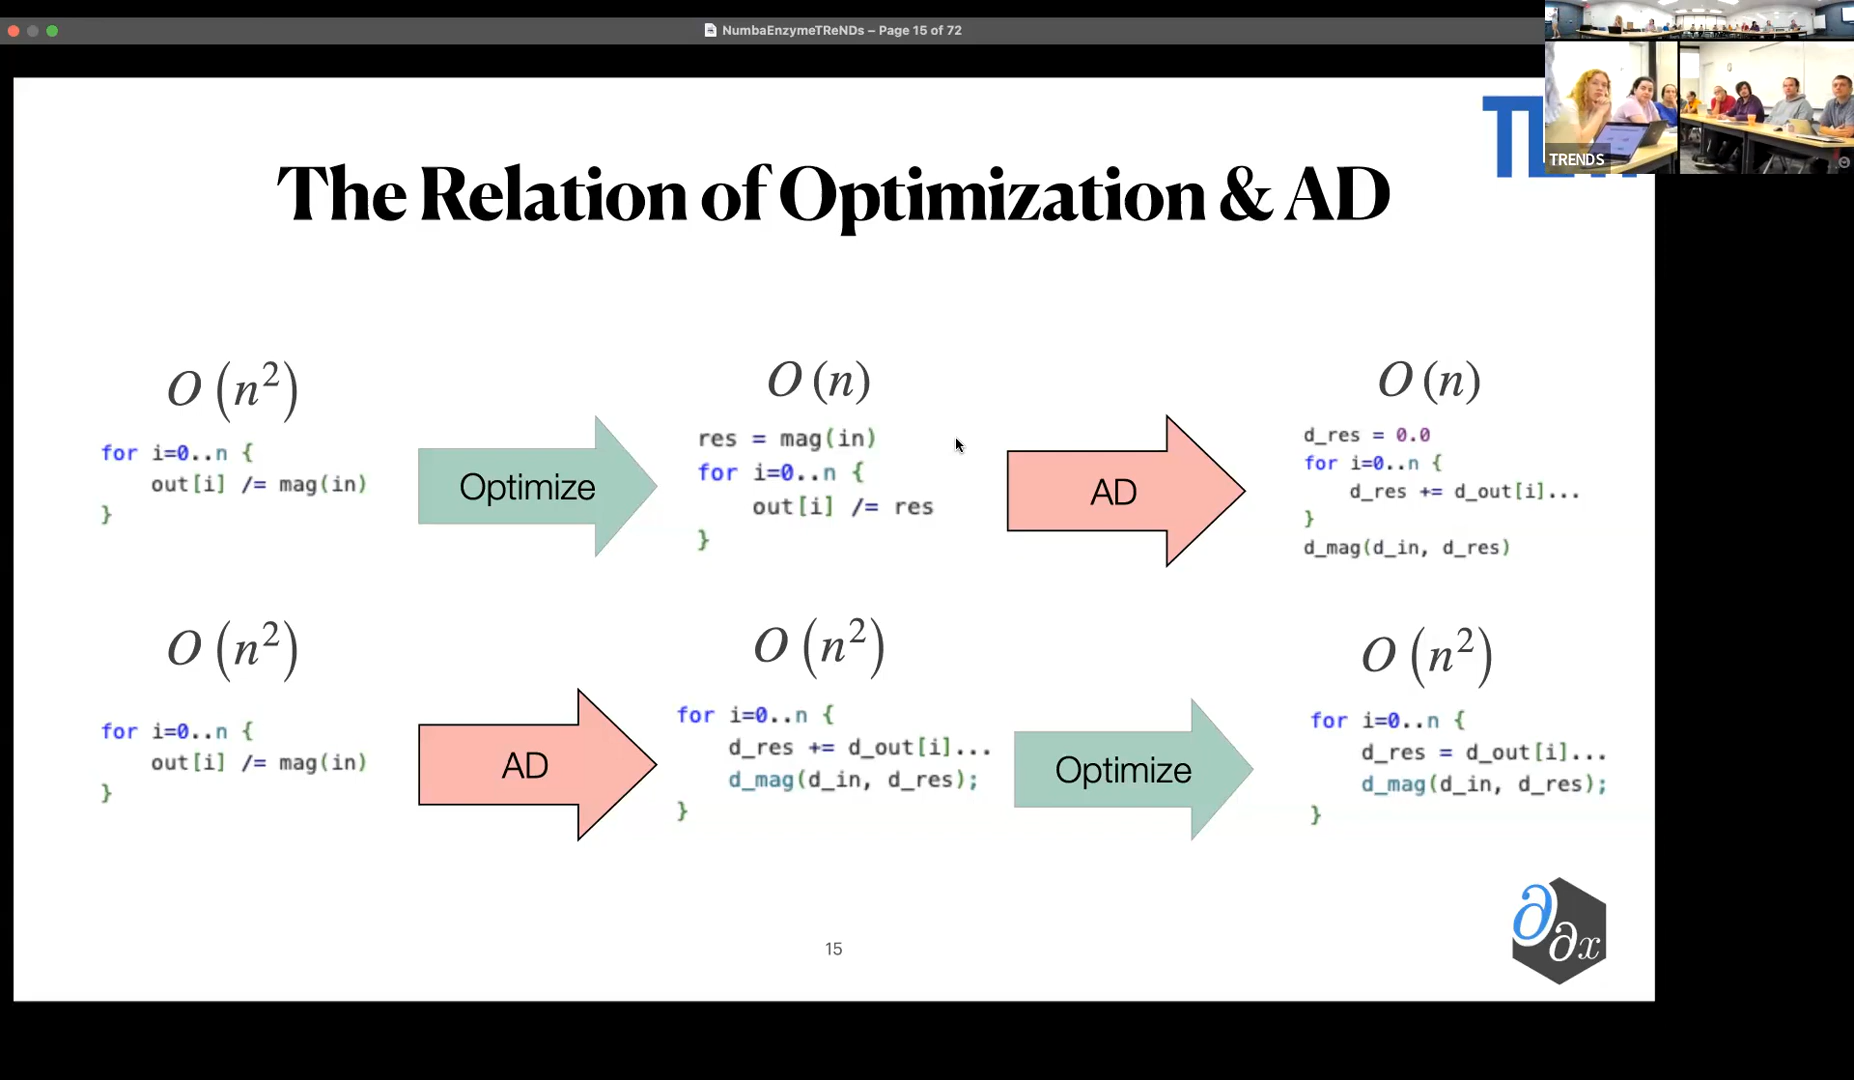 NumbaEnzymeTReNDs – Page 15 of 72
TRENDS
The Relation of Optimization & AD
O(n²)
for i=0..n {
    out[i] /= mag(in)
}
Optimize
O(n)
res = mag(in)
for i=0..n {
    out[i] /= res
}
AD
O(n)
d_res = 0.0
for i=0..n {
    d_res += d_out[i]...
}
d_mag(d_in, d_res)
O(n²)
for i=0..n {
    out[i] /= mag(in)
}
AD
O(n²)
for i=0..n {
    d_res += d_out[i]...
    d_mag(d_in, d_res);
}
Optimize
O(n²)
for i=0..n {
    d_res = d_out[i]...
    d_mag(d_in, d_res);
}
15
∂
∂x